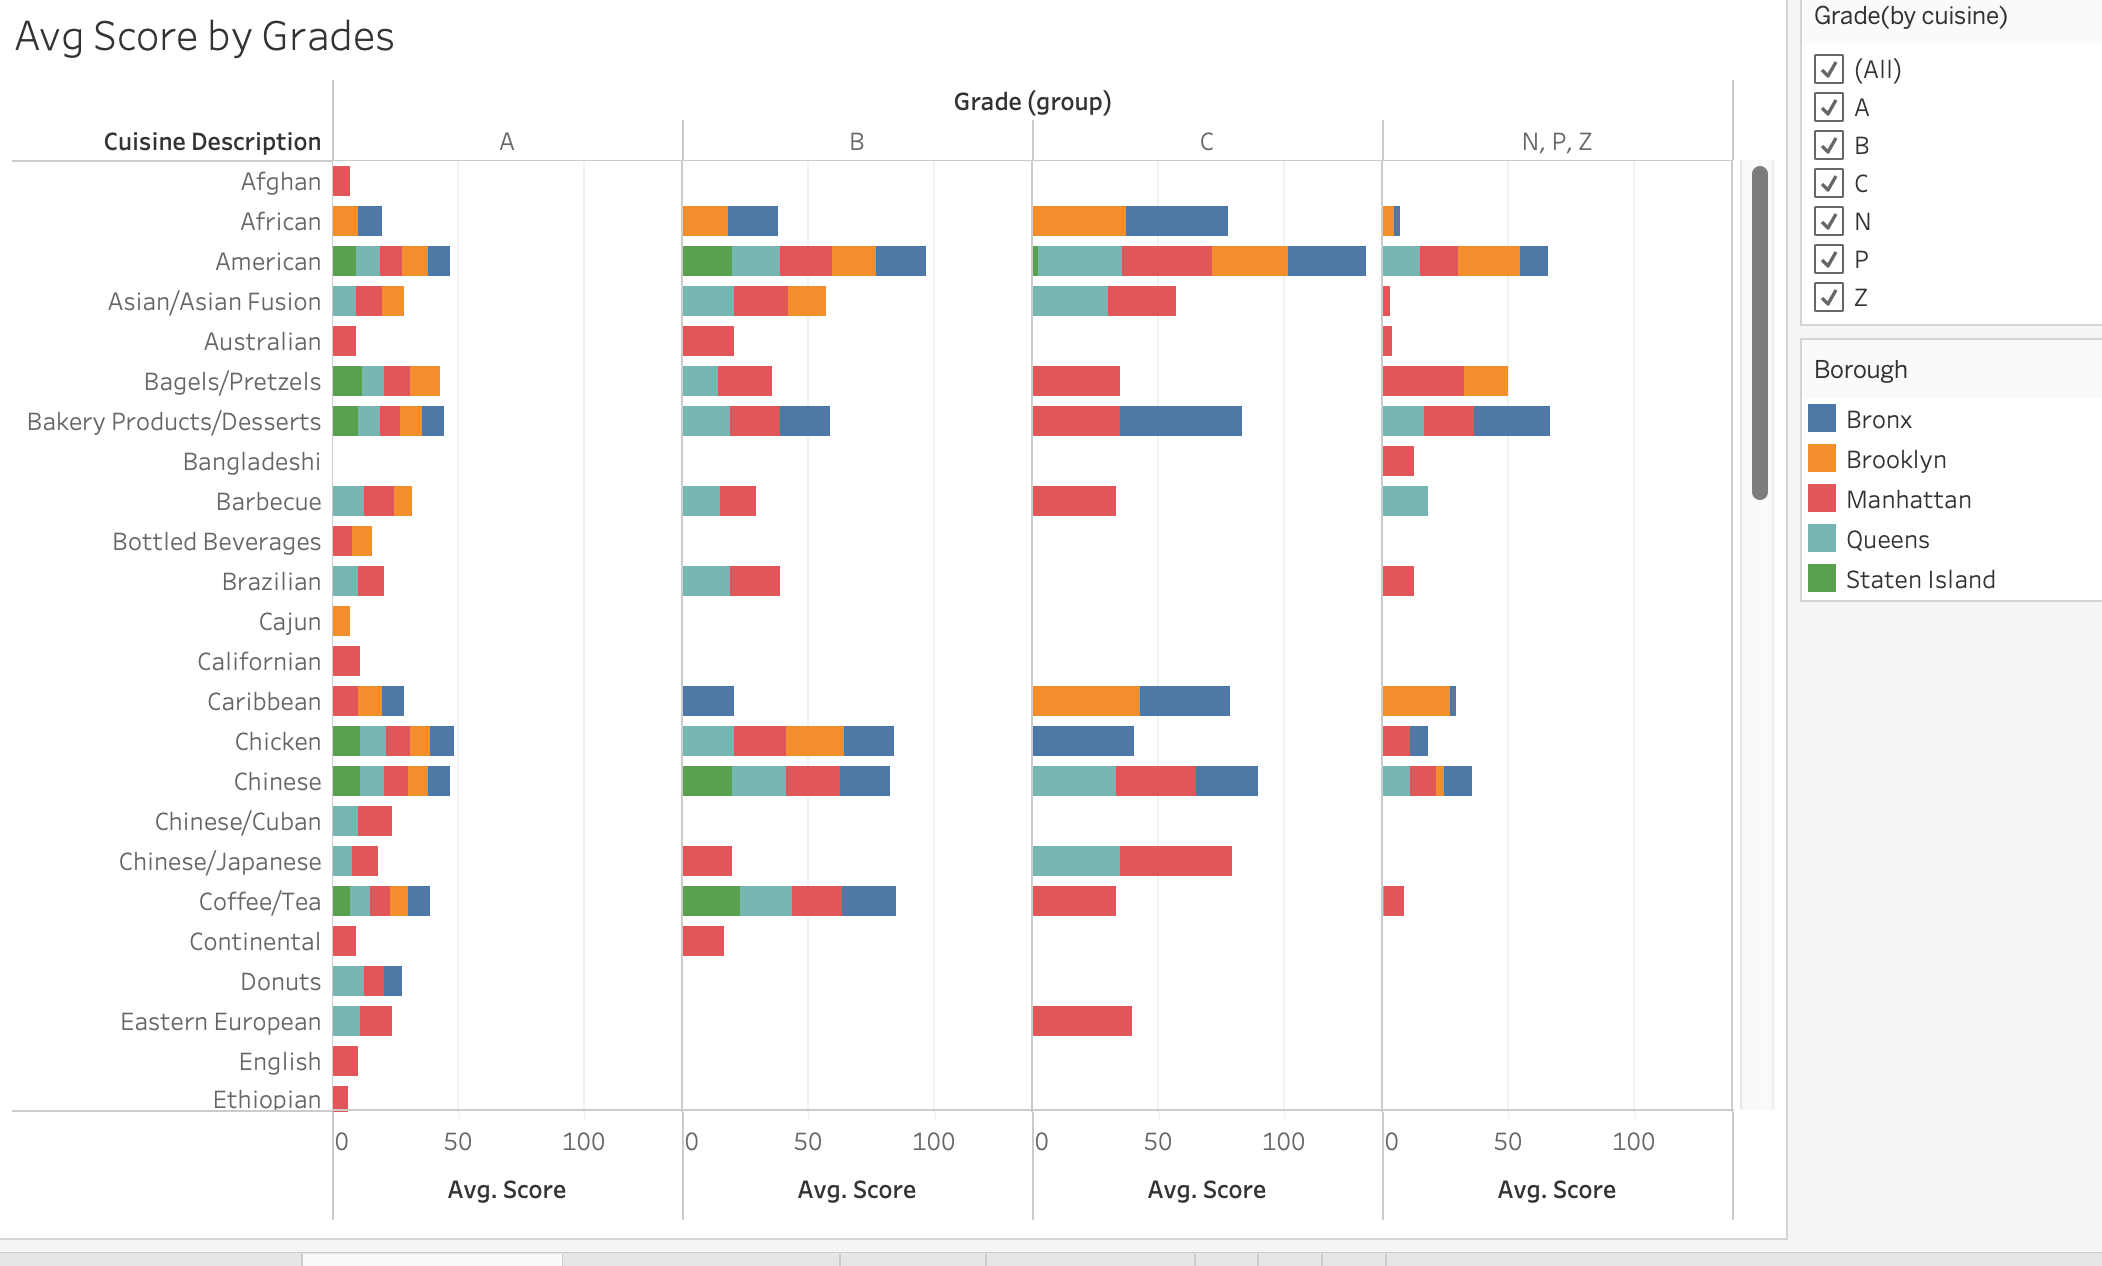 Avg Score by Grades
Grade (group)
Cuisine Description
A
B
C
N, P, Z
Afghan
African
American
Asian/Asian Fusion
Australian
Bagels/Pretzels
Bakery Products/Desserts
Bangladeshi
Barbecue
Bottled Beverages
Brazilian
Cajun
Californian
Caribbean
Chicken
Chinese
Chinese/Cuban
Chinese/Japanese
Coffee/Tea
Continental
Donuts
Eastern European
English
Ethiopian
0 50 100
0 50 100
0 50 100
0 50 100
Avg. Score
Avg. Score
Avg. Score
Avg. Score
Grade(by cuisine)
(All)
A
B
C
N
P
Z
Borough
Bronx
Brooklyn
Manhattan
Queens
Staten Island